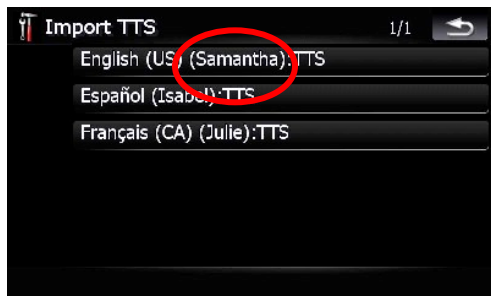 Import TTS 1/1
English (US) (Samantha):TTS
Español (Isabel):TTS
Français (CA) (Julie):TTS